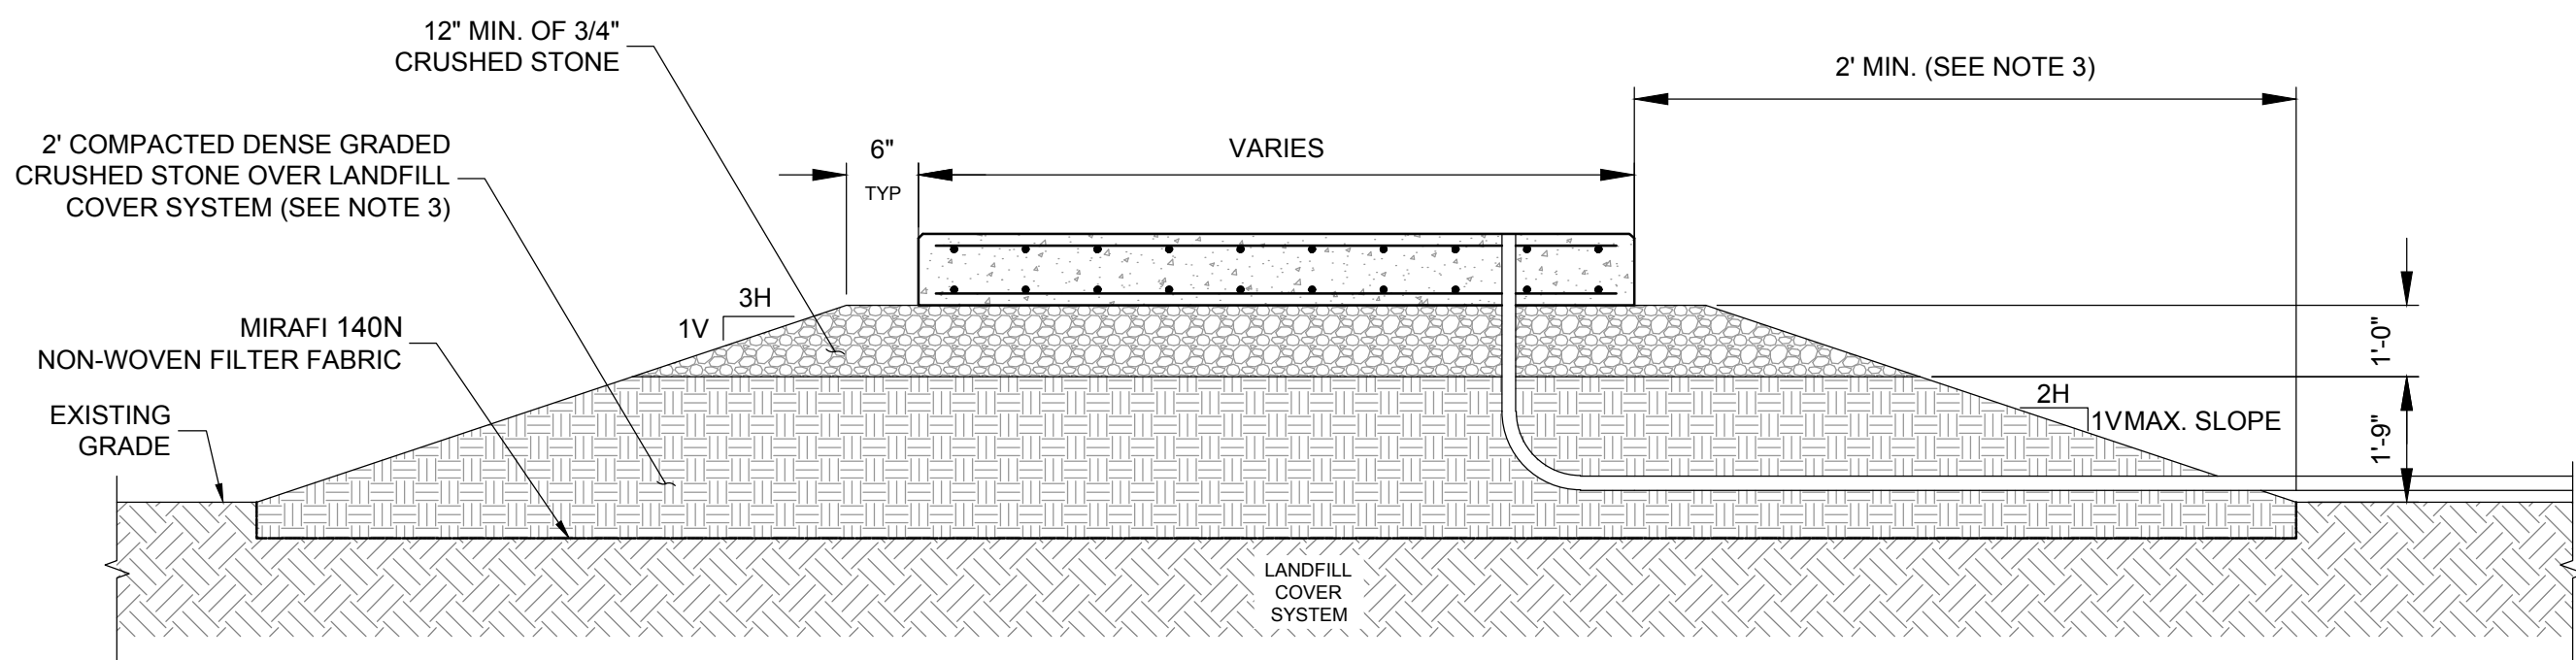 12" MIN. OF 3/4"
CRUSHED STONE
2' MIN. (SEE NOTE 3)
2' COMPACTED DENSE GRADED
CRUSHED STONE OVER LANDFILL
COVER SYSTEM (SEE NOTE 3)
6"
TYP
VARIES
3H
1V
MIRAFI 140N
NON-WOVEN FILTER FABRIC
1'-0"
EXISTING
GRADE
2H
1VMAX. SLOPE
1'-9"
LANDFILL
COVER
SYSTEM